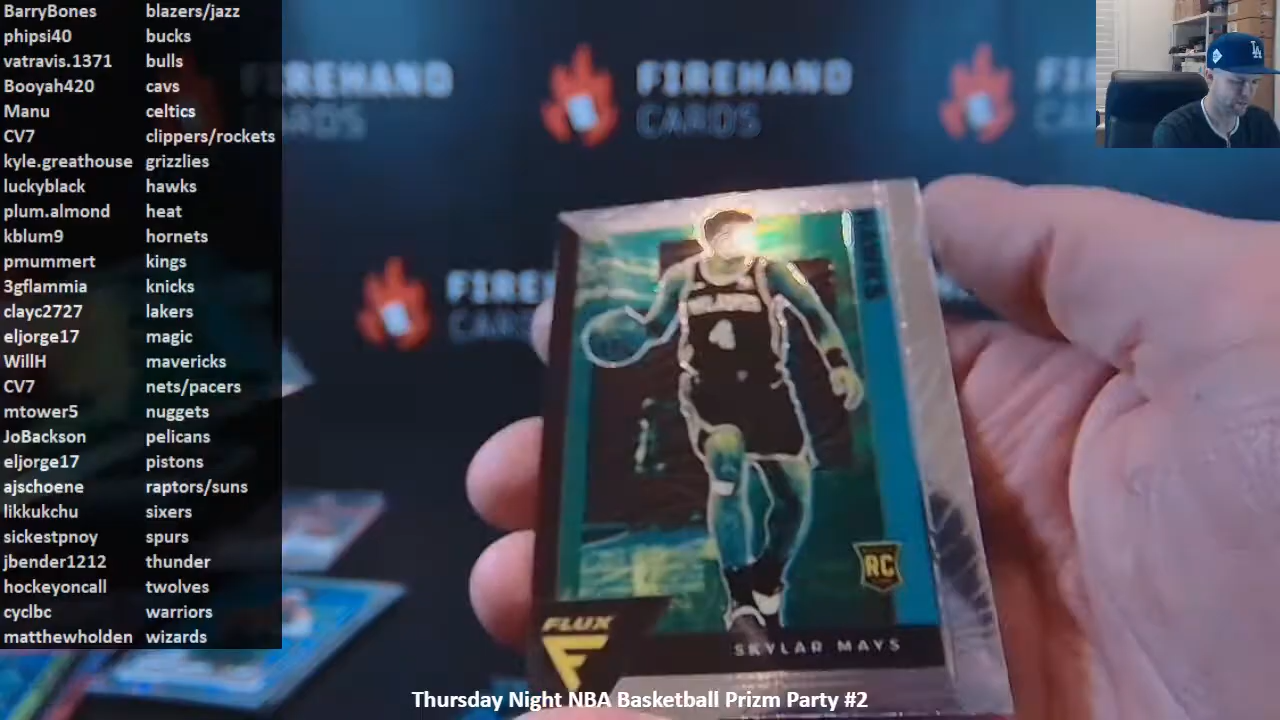 BarryBones blazers/jazz
phipsi40 bucks
vatravis.1371 bulls
Booyah420 cavs
Manu celtics
CV7 clippers/rockets
kyle.greathouse grizzlies
luckyblack hawks
plum.almond heat
kblum9 hornets
pmummert kings
3gflammia knicks
clayc2727 lakers
eljorge17 magic
WillH mavericks
CV7 nets/pacers
mtower5 nuggets
JoBackson pelicans
eljorge17 pistons
ajschoene raptors/suns
likkukchu sixers
sickestpnoy spurs
jbender1212 thunder
hockeyoncall twolves
cyclbc warriors
matthewholden wizards
FIREHAND
CARDS
FIREHAND
CARDS
LA
4
RC
FLUX
F
SKYLAR MAYS
Thursday Night NBA Basketball Prizm Party #2